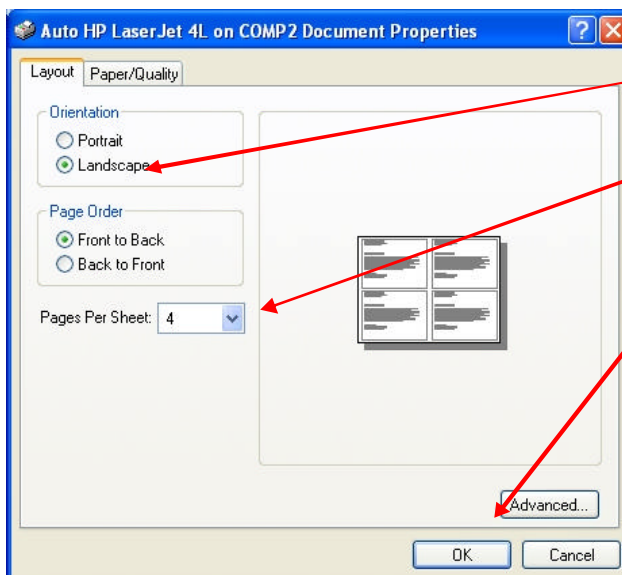 Auto HP LaserJet 4L on COMP2 Document Properties
Layout Paper/Quality
Orientation
Portrait
Landscape
Page Order
Front to Back
Back to Front
Pages Per Sheet: 4
Advanced...
OK Cancel